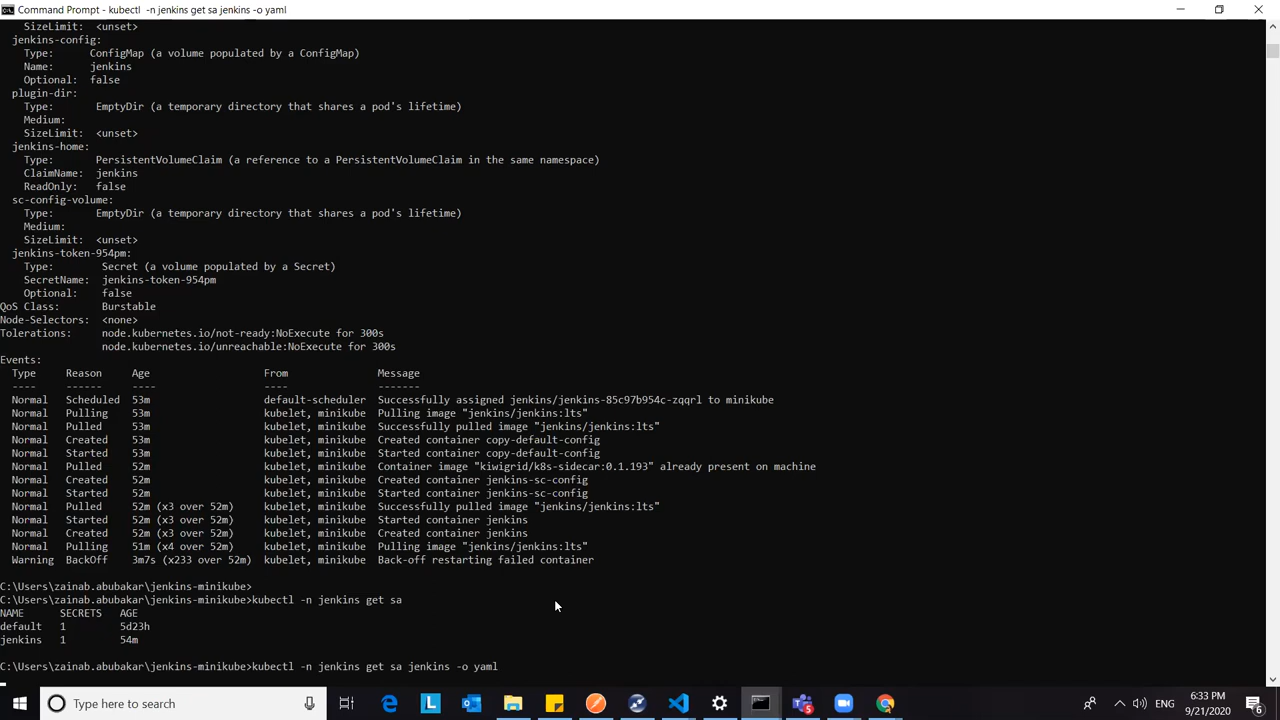 Command Prompt - kubectl  -n jenkins get sa jenkins -o yaml
    SizeLimit:  <unset>
  jenkins-config:
    Type:      ConfigMap (a volume populated by a ConfigMap)
    Name:      jenkins
    Optional:  false
  plugin-dir:
    Type:       EmptyDir (a temporary directory that shares a pod's lifetime)
    Medium:
    SizeLimit:  <unset>
  jenkins-home:
    Type:       PersistentVolumeClaim (a reference to a PersistentVolumeClaim in the same namespace)
    ClaimName:  jenkins
    ReadOnly:   false
  sc-config-volume:
    Type:       EmptyDir (a temporary directory that shares a pod's lifetime)
    Medium:
    SizeLimit:  <unset>
  jenkins-token-954pm:
    Type:        Secret (a volume populated by a Secret)
    SecretName:  jenkins-token-954pm
    Optional:    false
QoS Class:       Burstable
Node-Selectors:  <none>
Tolerations:     node.kubernetes.io/not-ready:NoExecute for 300s
                 node.kubernetes.io/unreachable:NoExecute for 300s
Events:
  Type     Reason     Age                    From               Message
  ----     ------     ----                   ----               -------
  Normal   Scheduled  53m                    default-scheduler  Successfully assigned jenkins/jenkins-85c97b954c-zqqrl to minikube
  Normal   Pulling    53m                    kubelet, minikube  Pulling image "jenkins/jenkins:lts"
  Normal   Pulled     53m                    kubelet, minikube  Successfully pulled image "jenkins/jenkins:lts"
  Normal   Created    53m                    kubelet, minikube  Created container copy-default-config
  Normal   Started    53m                    kubelet, minikube  Started container copy-default-config
  Normal   Pulled     52m                    kubelet, minikube  Container image "kiwigrid/k8s-sidecar:0.1.193" already present on machine
  Normal   Created    52m                    kubelet, minikube  Created container jenkins-sc-config
  Normal   Started    52m                    kubelet, minikube  Started container jenkins-sc-config
  Normal   Pulled     52m (x3 over 52m)      kubelet, minikube  Successfully pulled image "jenkins/jenkins:lts"
  Normal   Started    52m (x3 over 52m)      kubelet, minikube  Started container jenkins
  Normal   Created    52m (x3 over 52m)      kubelet, minikube  Created container jenkins
  Normal   Pulling    51m (x4 over 52m)      kubelet, minikube  Pulling image "jenkins/jenkins:lts"
  Warning  BackOff    3m7s (x233 over 52m)   kubelet, minikube  Back-off restarting failed container
C:\Users\zainab.abubakar\jenkins-minikube>
C:\Users\zainab.abubakar\jenkins-minikube>kubectl -n jenkins get sa
NAME      SECRETS   AGE
default   1         5d23h
jenkins   1         54m
C:\Users\zainab.abubakar\jenkins-minikube>kubectl -n jenkins get sa jenkins -o yaml
Type here to search
L
5
ENG
6:33 PM
9/21/2020
6